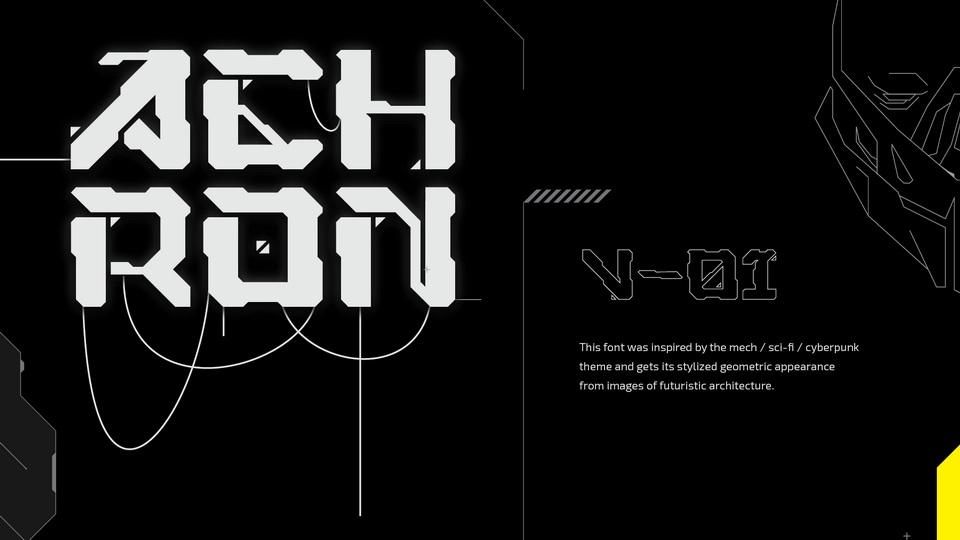 ACH
RON
V-01
This font was inspired by the mech / sci-fi / cyberpunk
theme and gets its stylized geometric appearance
from images of futuristic architecture.